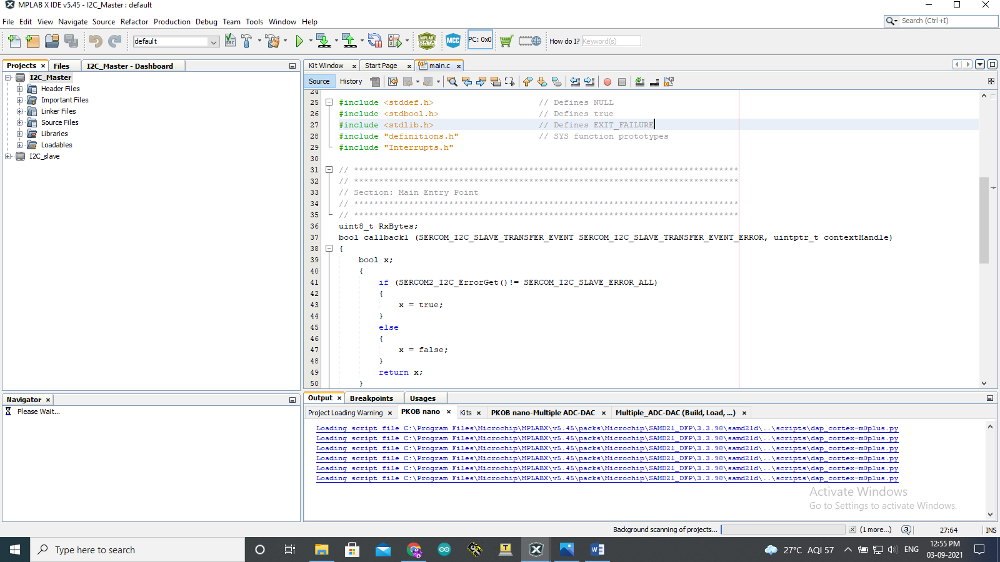 MPLAB X IDE v5.45 - I2C_Master : default
File Edit View Navigate Source Refactor Production Debug Team Tools Window Help
Search (Ctrl+I)
default
SRC
MPLAB DATA
MCC
PC: 0x0
How do I? Keyword(s)
Projects × Files I2C_Master - Dashboard
Kit Window × Start Page × main.c ×
I2C_Master
Header Files
Important Files
Linker Files
Source Files
Libraries
Loadables
I2C_slave
Source History
24
25 #include <stddef.h> // Defines NULL
26 #include <stdbool.h> // Defines true
27 #include <stdlib.h> // Defines EXIT_FAILURE
28 #include "definitions.h" // SYS function prototypes
29 #include "Interrupts.h"
30
31 // *****************************************************************************
32 // *****************************************************************************
33 // Section: Main Entry Point
34 // *****************************************************************************
35 // *****************************************************************************
36 uint8_t RxBytes;
37 bool callback1 (SERCOM_I2C_SLAVE_TRANSFER_EVENT SERCOM_I2C_SLAVE_TRANSFER_EVENT_ERROR, uintptr_t contextHandle)
38 {
39 bool x;
40 {
41 if (SERCOM2_I2C_ErrorGet()!= SERCOM_I2C_SLAVE_ERROR_ALL)
42 {
43 x = true;
44 }
45 else
46 {
47 x = false;
48 }
49 return x;
50 }
Navigator ×
Please Wait...
Output × Breakpoints Usages
Project Loading Warning × PKOB nano × Kits × PKOB nano-Multiple ADC-DAC × Multiple_ADC-DAC (Build, Load, ...) ×
Loading script file C:\Program Files\Microchip\MPLABX\v5.45\packs\Microchip\SAMD21_DFP\3.3.98\samd21d\..\scripts\dap_cortex-m0plus.py
Loading script file C:\Program Files\Microchip\MPLABX\v5.45\packs\Microchip\SAMD21_DFP\3.3.98\samd21d\..\scripts\dap_cortex-m0plus.py
Loading script file C:\Program Files\Microchip\MPLABX\v5.45\packs\Microchip\SAMD21_DFP\3.3.98\samd21d\..\scripts\dap_cortex-m0plus.py
Loading script file C:\Program Files\Microchip\MPLABX\v5.45\packs\Microchip\SAMD21_DFP\3.3.98\samd21d\..\scripts\dap_cortex-m0plus.py
Loading script file C:\Program Files\Microchip\MPLABX\v5.45\packs\Microchip\SAMD21_DFP\3.3.98\samd21d\..\scripts\dap_cortex-m0plus.py
Loading script file C:\Program Files\Microchip\MPLABX\v5.45\packs\Microchip\SAMD21_DFP\3.3.98\samd21d\..\scripts\dap_cortex-m0plus.py
Activate Windows
Go to Settings to activate Windows.
Background scanning of projects... (1 more...) 3 27:64 INS
Type here to search
27°C AQI 57 ENG
12:55 PM
03-09-2021